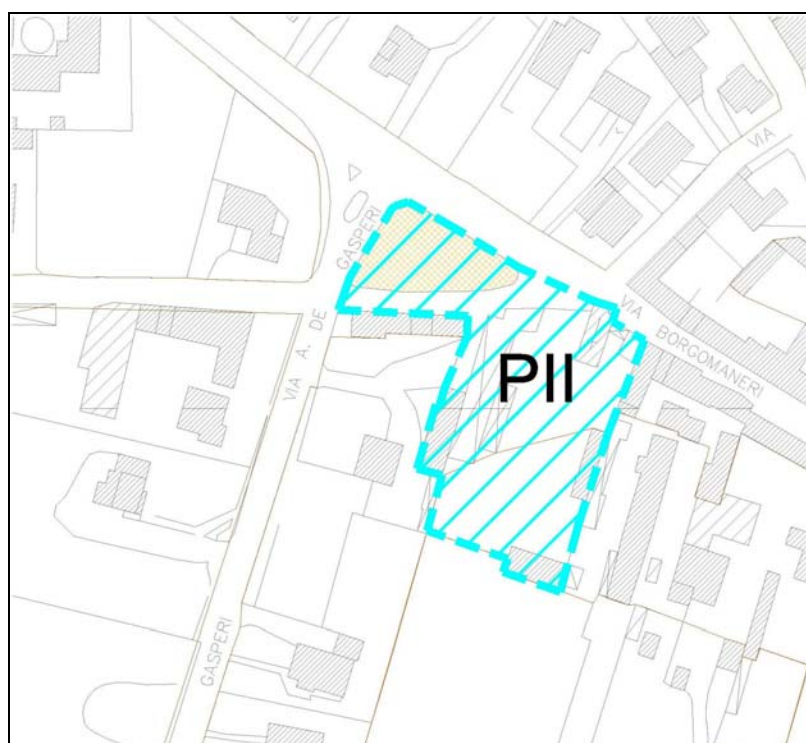 VIA
GASPERI
VIA A. DE
VIA BORGOMANERI
PII
GASPERI